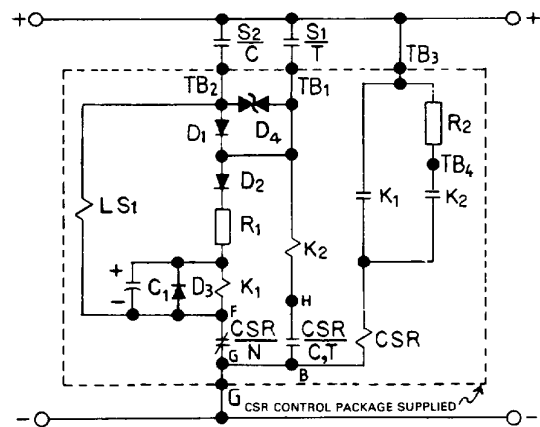 + +
S2/C S1/T
TB3
TB2 TB1
D1 D4 R2
TB4
D2 K1 K2
LS1 R1
K2
+ C1 D3 K1
-
F H
CSR/N CSR/C,T CSR
G B
G
CSR CONTROL PACKAGE SUPPLIED
- -